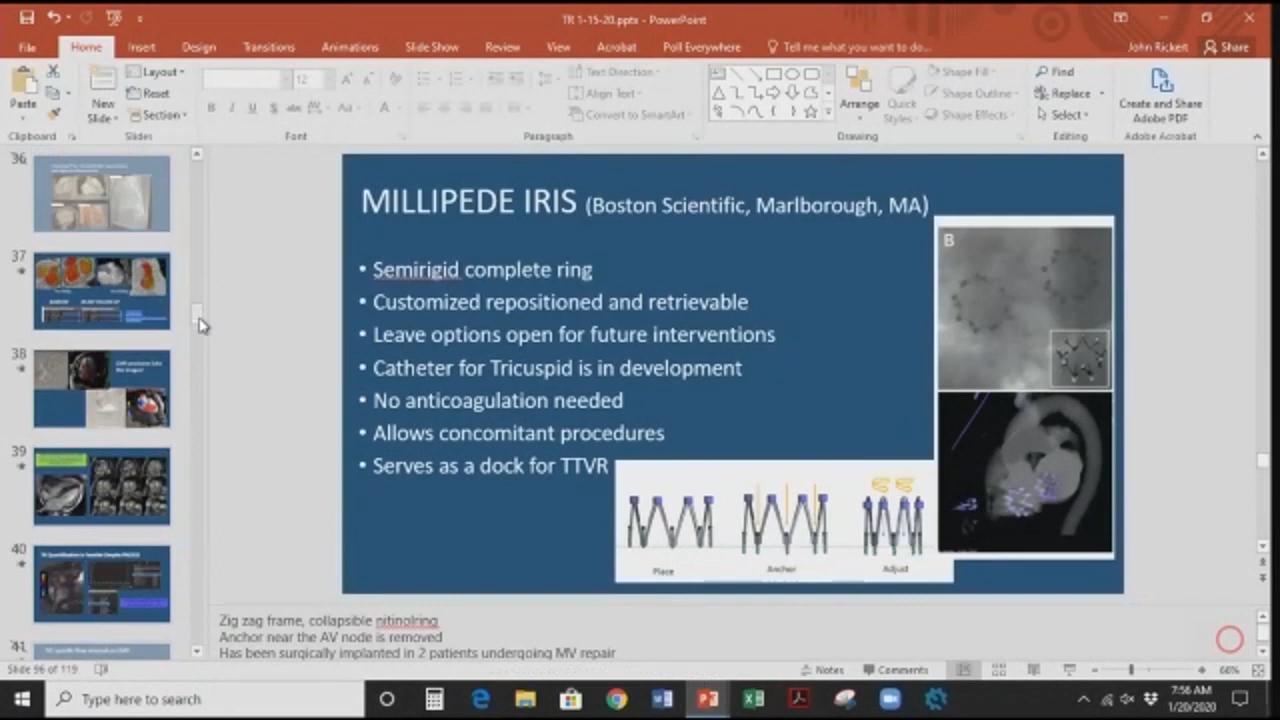 TR 1-15-20.pptx - PowerPoint
File Home Insert Design Transitions Animations Slide Show Review View Acrobat Poll Everywhere Tell me what you want to do... John Rickert Share
Paste
New
Slide
Layout
Reset
Section
12
B I U S abc AV Aa A
Text Direction
Align Text
Convert to SmartArt
Arrange
Quick
Styles
Shape Fill
Shape Outline
Shape Effects
Find
Replace
Select
Create and Share
Adobe PDF
Clipboard Slides Font Paragraph Drawing Editing Adobe Acrobat
36
37
38
39
40
41
MILLIPEDE IRIS (Boston Scientific, Marlborough, MA)
• Semirigid complete ring
• Customized repositioned and retrievable
• Leave options open for future interventions
• Catheter for Tricuspid is in development
• No anticoagulation needed
• Allows concomitant procedures
• Serves as a dock for TTVR
B
Place Anchor Adjust
Zig zag frame, collapsible nitinolring
Anchor near the AV node is removed
Has been surgically implanted in 2 patients undergoing MV repair
Slide 96 of 119 Notes Comments 66%
Type here to search
7:56 AM
1/20/2020